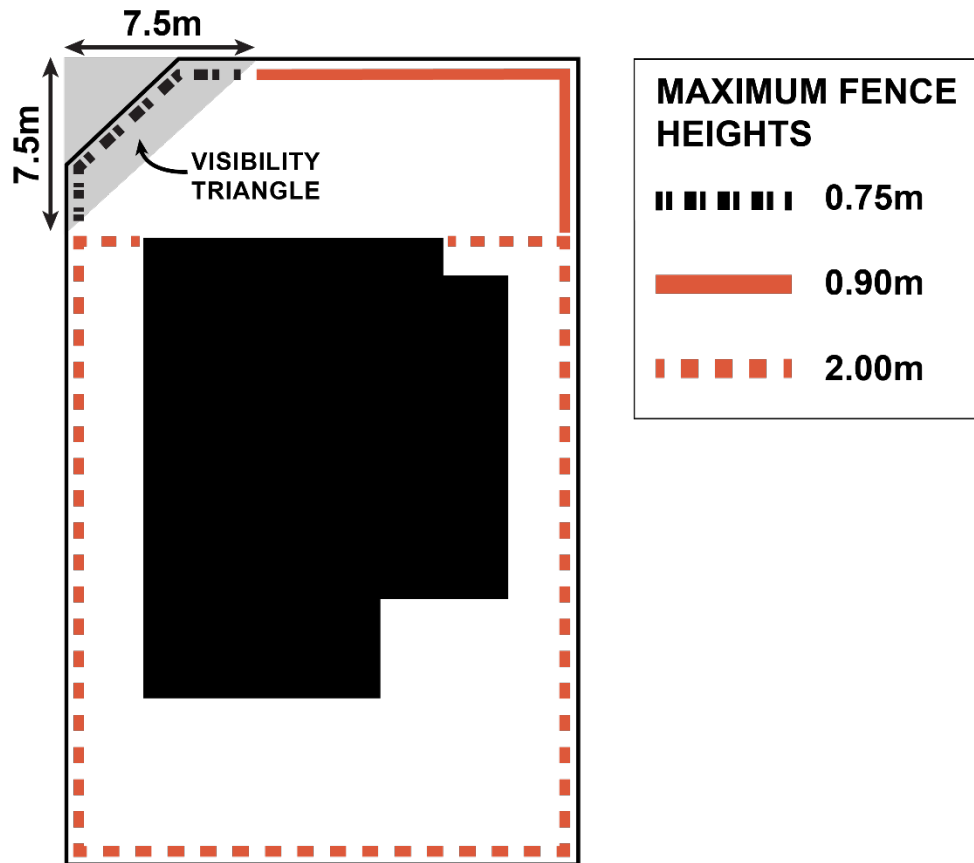 7.5m
7.5m
VISIBILITY
TRIANGLE
MAXIMUM FENCE
HEIGHTS
0.75m
0.90m
2.00m